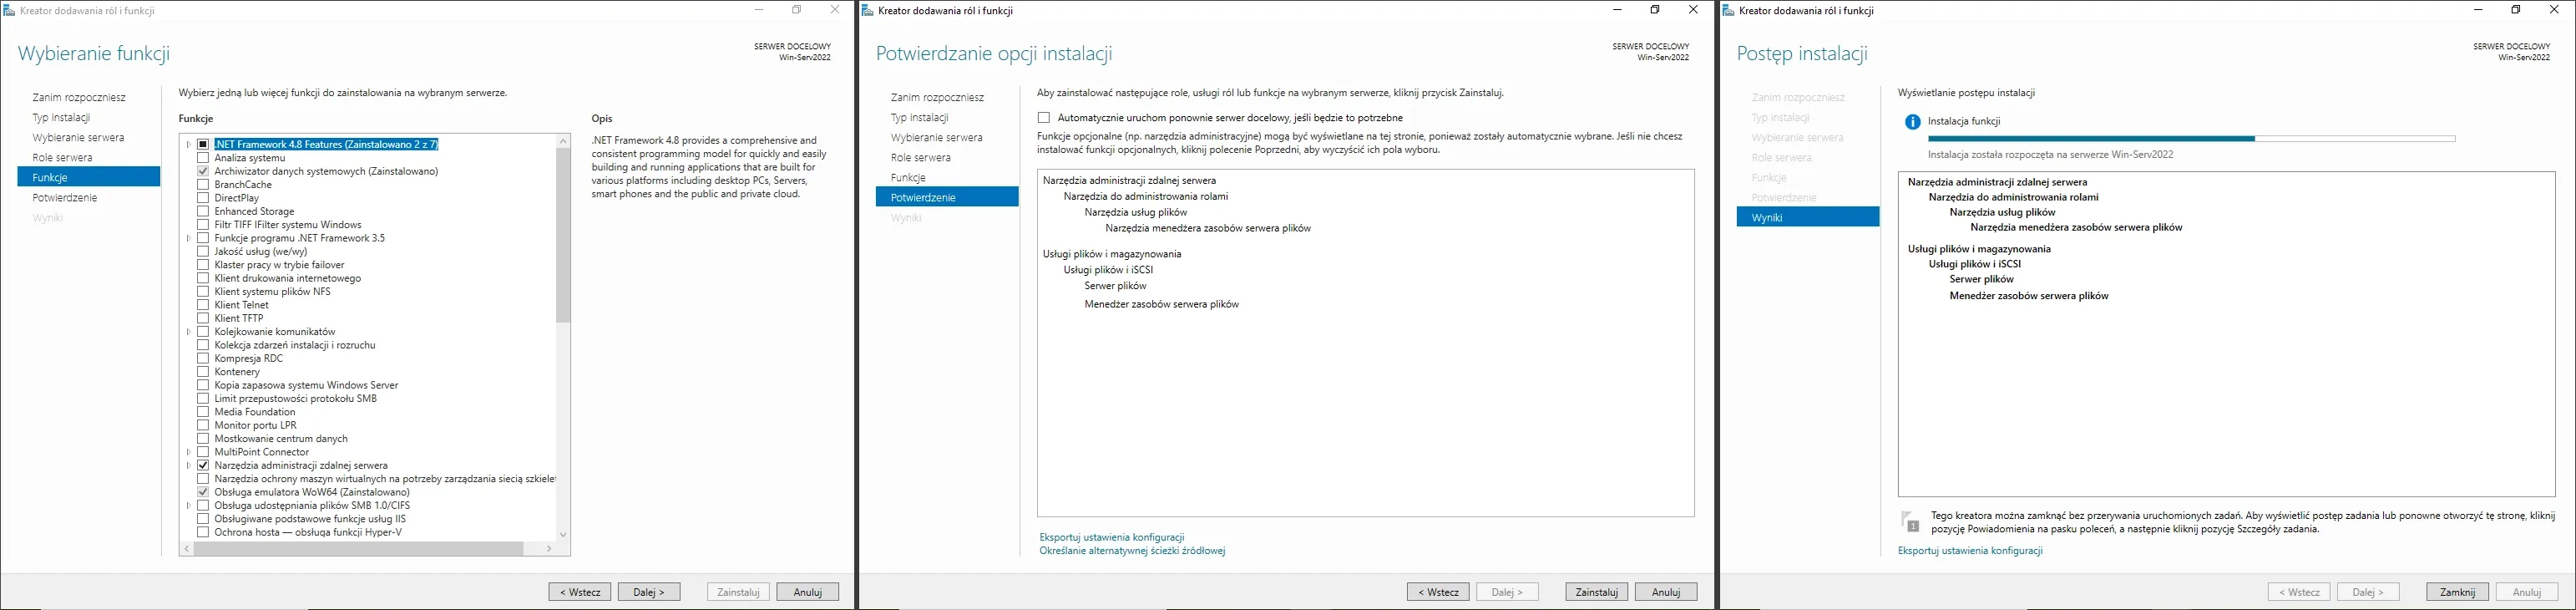 Kreator dodawania ról i funkcji
Wybieranie funkcji
SERWER DOCELOWY
Win-Serv2022
Zanim rozpoczniesz
Typ instalacji
Wybieranie serwera
Role serwera
Funkcje
Potwierdzenie
Wyniki
Wybierz jedną lub więcej funkcji do zainstalowania na wybranym serwerze.
Funkcje
.NET Framework 4.8 Features (Zainstalowano 2 z 7)
Analiza systemu
Archiwizator danych systemowych (Zainstalowano)
BranchCache
DirectPlay
Enhanced Storage
Filtr TIFF IFilter systemu Windows
Funkcje programu .NET Framework 3.5
Jakość usług (we/wy)
Klaster pracy w trybie failover
Klient drukowania internetowego
Klient systemu plików NFS
Klient Telnet
Klient TFTP
Kolejkowanie komunikatów
Kolekcja zdarzeń instalacji i rozruchu
Kompresja RDC
Kontenery
Kopia zapasowa systemu Windows Server
Limit przepustowości protokołu SMB
Media Foundation
Monitor portu LPR
Mostkowanie centrum danych
MultiPoint Connector
Narzędzia administracji zdalnej serwera
Narzędzia ochrony maszyn wirtualnych na potrzeby zarządzania siecią szkielet
Obsługa emulatora WoW64 (Zainstalowano)
Obsługa udostępniania plików SMB 1.0/CIFS
Obsługiwane podstawowe funkcje usług IIS
Ochrona hosta — obsługa funkcji Hyper-V
Opis
.NET Framework 4.8 provides a comprehensive and
consistent programming model for quickly and easily
building and running applications that are built for
various platforms including desktop PCs, Servers,
smart phones and the public and private cloud.
< Wstecz
Dalej >
Zainstaluj
Anuluj
Kreator dodawania ról i funkcji
Potwierdzanie opcji instalacji
SERWER DOCELOWY
Win-Serv2022
Zanim rozpoczniesz
Typ instalacji
Wybieranie serwera
Role serwera
Funkcje
Potwierdzenie
Wyniki
Aby zainstalować następujące role, usługi ról lub funkcje na wybranym serwerze, kliknij przycisk Zainstaluj.
Automatycznie uruchom ponownie serwer docelowy, jeśli będzie to potrzebne
Funkcje opcjonalne (np. narzędzia administracyjne) mogą być wyświetlane na tej stronie, ponieważ zostały automatycznie wybrane. Jeśli nie chcesz
instalować funkcji opcjonalnych, kliknij polecenie Poprzedni, aby wyczyścić ich pola wyboru.
Narzędzia administracji zdalnej serwera
Narzędzia do administrowania rolami
Narzędzia usług plików
Narzędzia menedżera zasobów serwera plików
Usługi plików i magazynowania
Usługi plików i iSCSI
Serwer plików
Menedżer zasobów serwera plików
Eksportuj ustawienia konfiguracji
Określanie alternatywnej ścieżki źródłowej
< Wstecz
Dalej >
Zainstaluj
Anuluj
Kreator dodawania ról i funkcji
Postęp instalacji
SERWER DOCELOWY
Win-Serv2022
Zanim rozpoczniesz
Typ instalacji
Wybieranie serwera
Role serwera
Funkcje
Potwierdzenie
Wyniki
Wyświetlanie postępu instalacji
Instalacja funkcji
Instalacja została rozpoczęta na serwerze Win-Serv2022
Narzędzia administracji zdalnej serwera
Narzędzia do administrowania rolami
Narzędzia usług plików
Narzędzia menedżera zasobów serwera plików
Usługi plików i magazynowania
Usługi plików i iSCSI
Serwer plików
Menedżer zasobów serwera plików
1
Tego kreatora można zamknąć bez przerywania uruchomionych zadań. Aby wyświetlić postęp zadania lub ponowne otworzyć tę stronę, kliknij
pozycję Powiadomienia na pasku poleceń, a następnie kliknij pozycję Szczegóły zadania.
Eksportuj ustawienia konfiguracji
< Wstecz
Dalej >
Zamknij
Anuluj